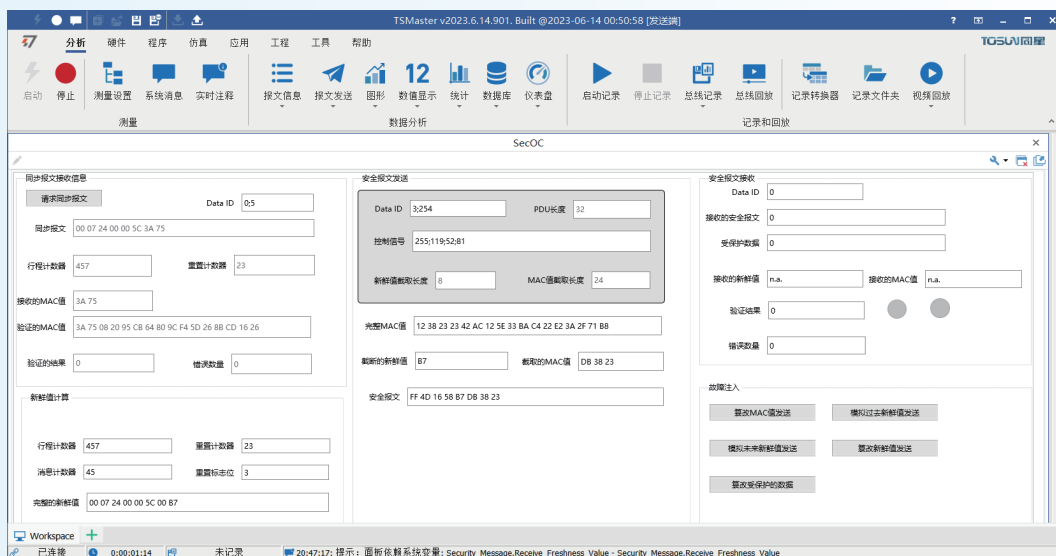 TSMaster v2023.6.14.901. Built @2023-06-14 00:50:58 [发送端]
分析 硬件 程序 仿真 应用 工程 工具 帮助
TOSUN同星
启动 停止 测量设置 系统消息 实时注释 报文信息 报文发送 图形 数值显示 统计 数据库 仪表盘 启动记录 停止记录 总线记录 总线回放 记录转换器 记录文件夹 视频回放
12
测量 数据分析 记录和回放
SecOC
同步报文接收信息
请求同步报文 Data ID 0;5
同步报文 00 07 24 00 00 5C 3A 75
行程计数器 457 重置计数器 23
接收的MAC值 3A 75
验证的MAC值 3A 75 0B 20 95 CB 64 80 9C F4 5D 26 8B CD 16 26
验证的结果 0 错误数量 0
新鲜值计算
行程计数器 457 重置计数器 23
消息计数器 45 重置标志位 3
完整的新鲜值 00 07 24 00 00 5C 00 B7
安全报文发送
Data ID 3;254 PDU长度 32
控制信号 255;119;52;81
新鲜值截取长度 8 MAC值截取长度 24
完整MAC值 12 38 23 23 42 AC 12 5E 33 BA C4 22 E2 3A 2F 71 B8
截断的新鲜值 B7 截取的MAC值 DB 38 23
安全报文 FF 4D 16 58 B7 DB 38 23
安全报文接收
Data ID 0
接收的安全报文 0
受保护数据 0
接收的新鲜值 n.a. 接收的MAC值 n.a.
验证结果 0
错误数量 0
故障注入
篡改MAC值发送 模拟过去新鲜值发送
模拟未来新鲜值发送 篡改新鲜值发送
篡改受保护的数据
Workspace
已连接 0:00:01:14 未记录 20:47:17: 提示: 面板依赖系统变量: Security_Message.Receive_Freshness_Value - Security_Message.Receive_Freshness_Value